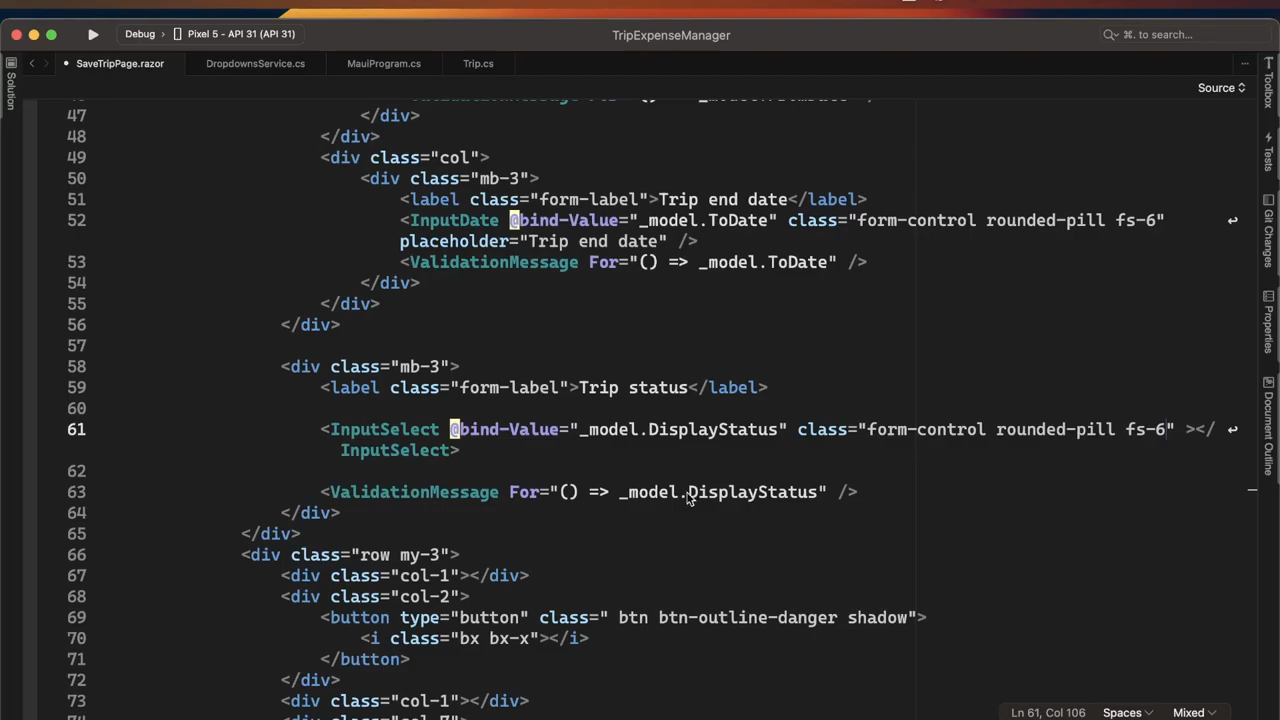 Debug > Pixel 5 - API 31 (API 31)
TripExpenseManager
⌘. to search...
SaveTripPage.razor
DropdownsService.cs
MauiProgram.cs
Trip.cs
Source
Solution
Toolbox
Tests
Git Changes
Properties
Document Outline
47 </div>
48 </div>
49 <div class="col">
50 <div class="mb-3">
51 <label class="form-label">Trip end date</label>
52 <InputDate @bind-Value="_model.ToDate" class="form-control rounded-pill fs-6"
placeholder="Trip end date" />
53 <ValidationMessage For="() => _model.ToDate" />
54 </div>
55 </div>
56 </div>
57
58 <div class="mb-3">
59 <label class="form-label">Trip status</label>
60
61 <InputSelect @bind-Value="_model.DisplayStatus" class="form-control rounded-pill fs-6" ></
InputSelect>
62
63 <ValidationMessage For="() => _model.DisplayStatus" />
64 </div>
65 </div>
66 <div class="row my-3">
67 <div class="col-1"></div>
68 <div class="col-2">
69 <button type="button" class=" btn btn-outline-danger shadow">
70 <i class="bx bx-x"></i>
71 </button>
72 </div>
73 <div class="col-1"></div>
Ln 61, Col 106
Spaces
Mixed